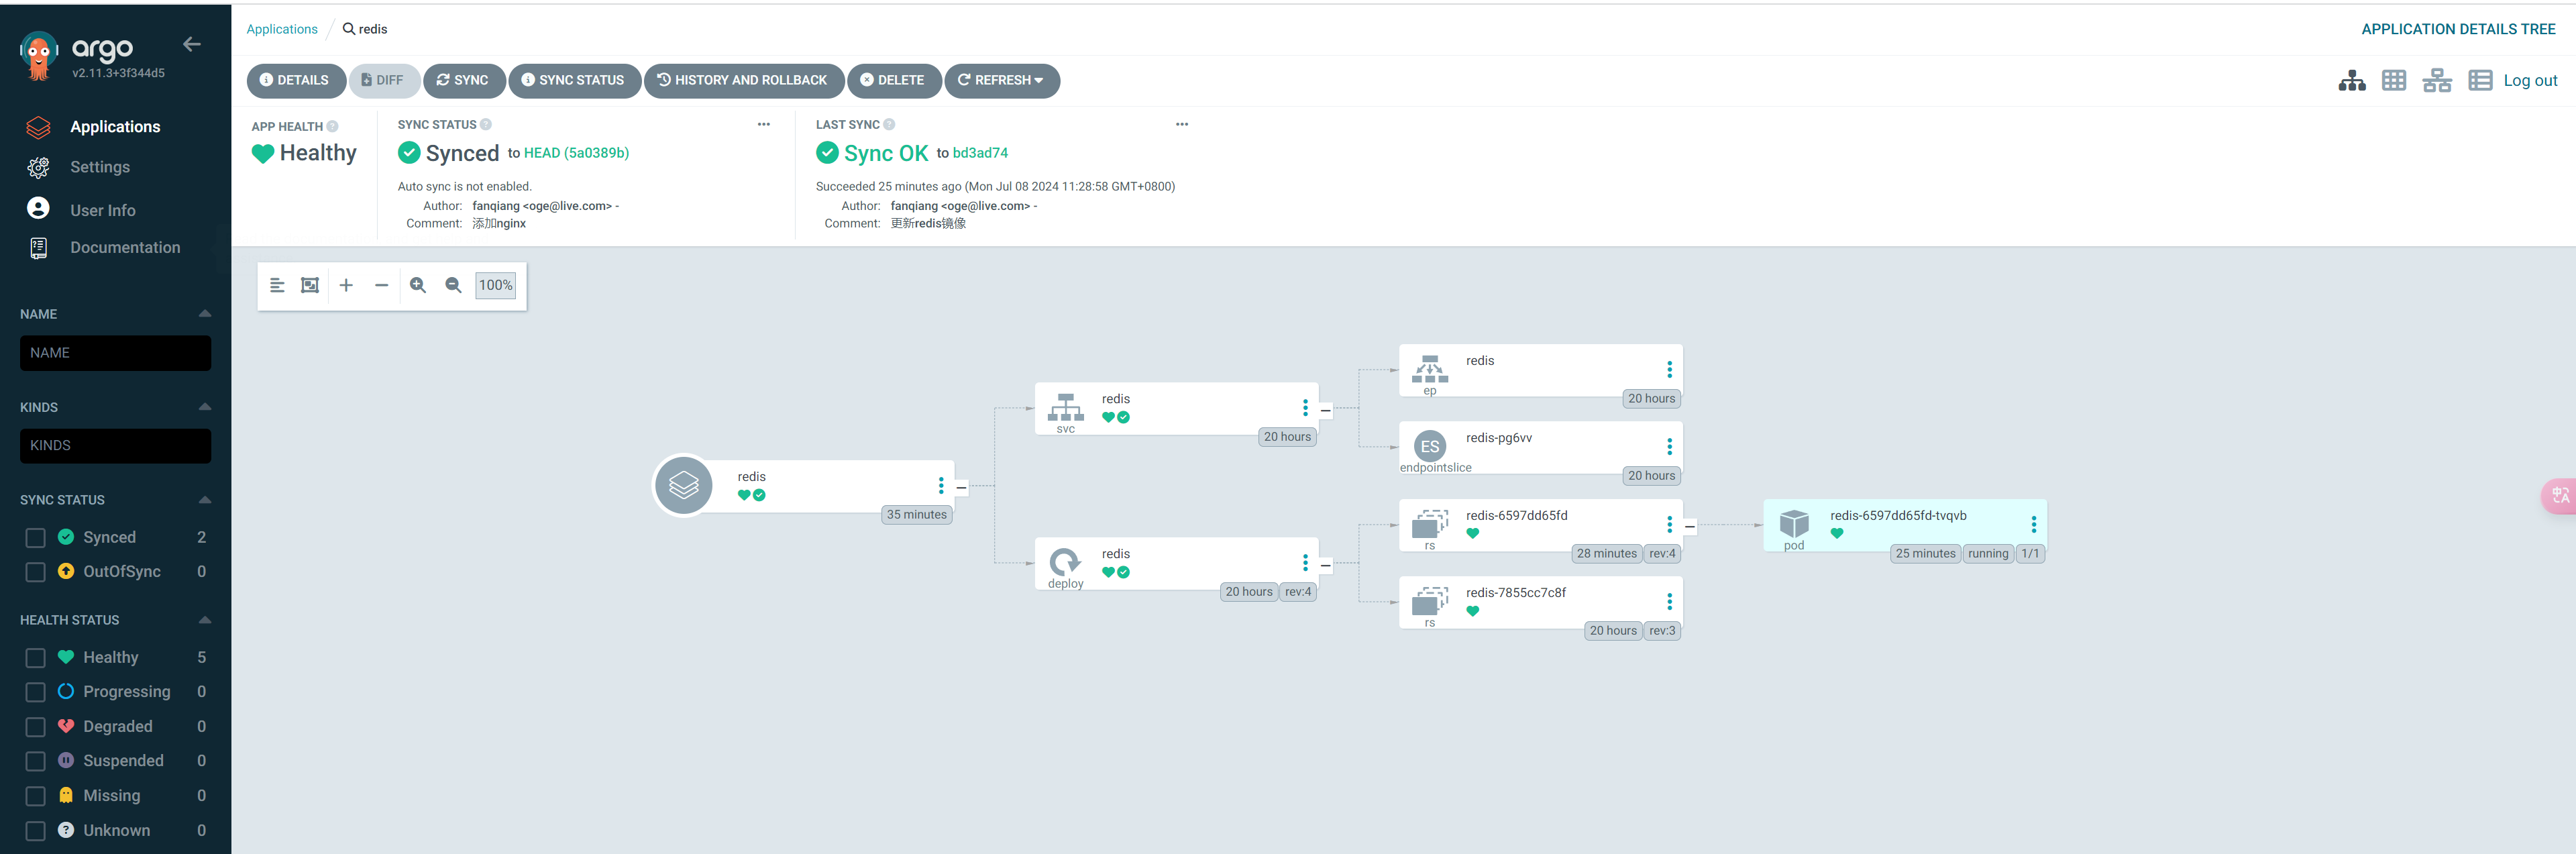 argo
v2.11.3+3f344d5
Applications
Settings
User Info
Documentation
NAME
NAME
KINDS
KINDS
SYNC STATUS
Synced 2
OutOfSync 0
HEALTH STATUS
Healthy 5
Progressing 0
Degraded 0
Suspended 0
Missing 0
Unknown 0
Applications / redis
APPLICATION DETAILS TREE
DETAILS DIFF SYNC SYNC STATUS HISTORY AND ROLLBACK DELETE REFRESH
Log out
APP HEALTH
Healthy
SYNC STATUS
Synced to HEAD (5a0389b)
Auto sync is not enabled.
Author: fanqiang <oge@live.com> -
Comment: 添加nginx
LAST SYNC
Sync OK to bd3ad74
Succeeded 25 minutes ago (Mon Jul 08 2024 11:28:58 GMT+0800)
Author: fanqiang <oge@live.com> -
Comment: 更新redis镜像
100%
redis
35 minutes
redis
svc
20 hours
redis
deploy
20 hours rev:4
redis
ep
20 hours
ES
redis-pg6vv
endpointslice
20 hours
redis-6597dd65fd
rs
28 minutes rev:4
redis-7855cc7c8f
rs
20 hours rev:3
redis-6597dd65fd-tvqvb
pod
25 minutes running 1/1
中A